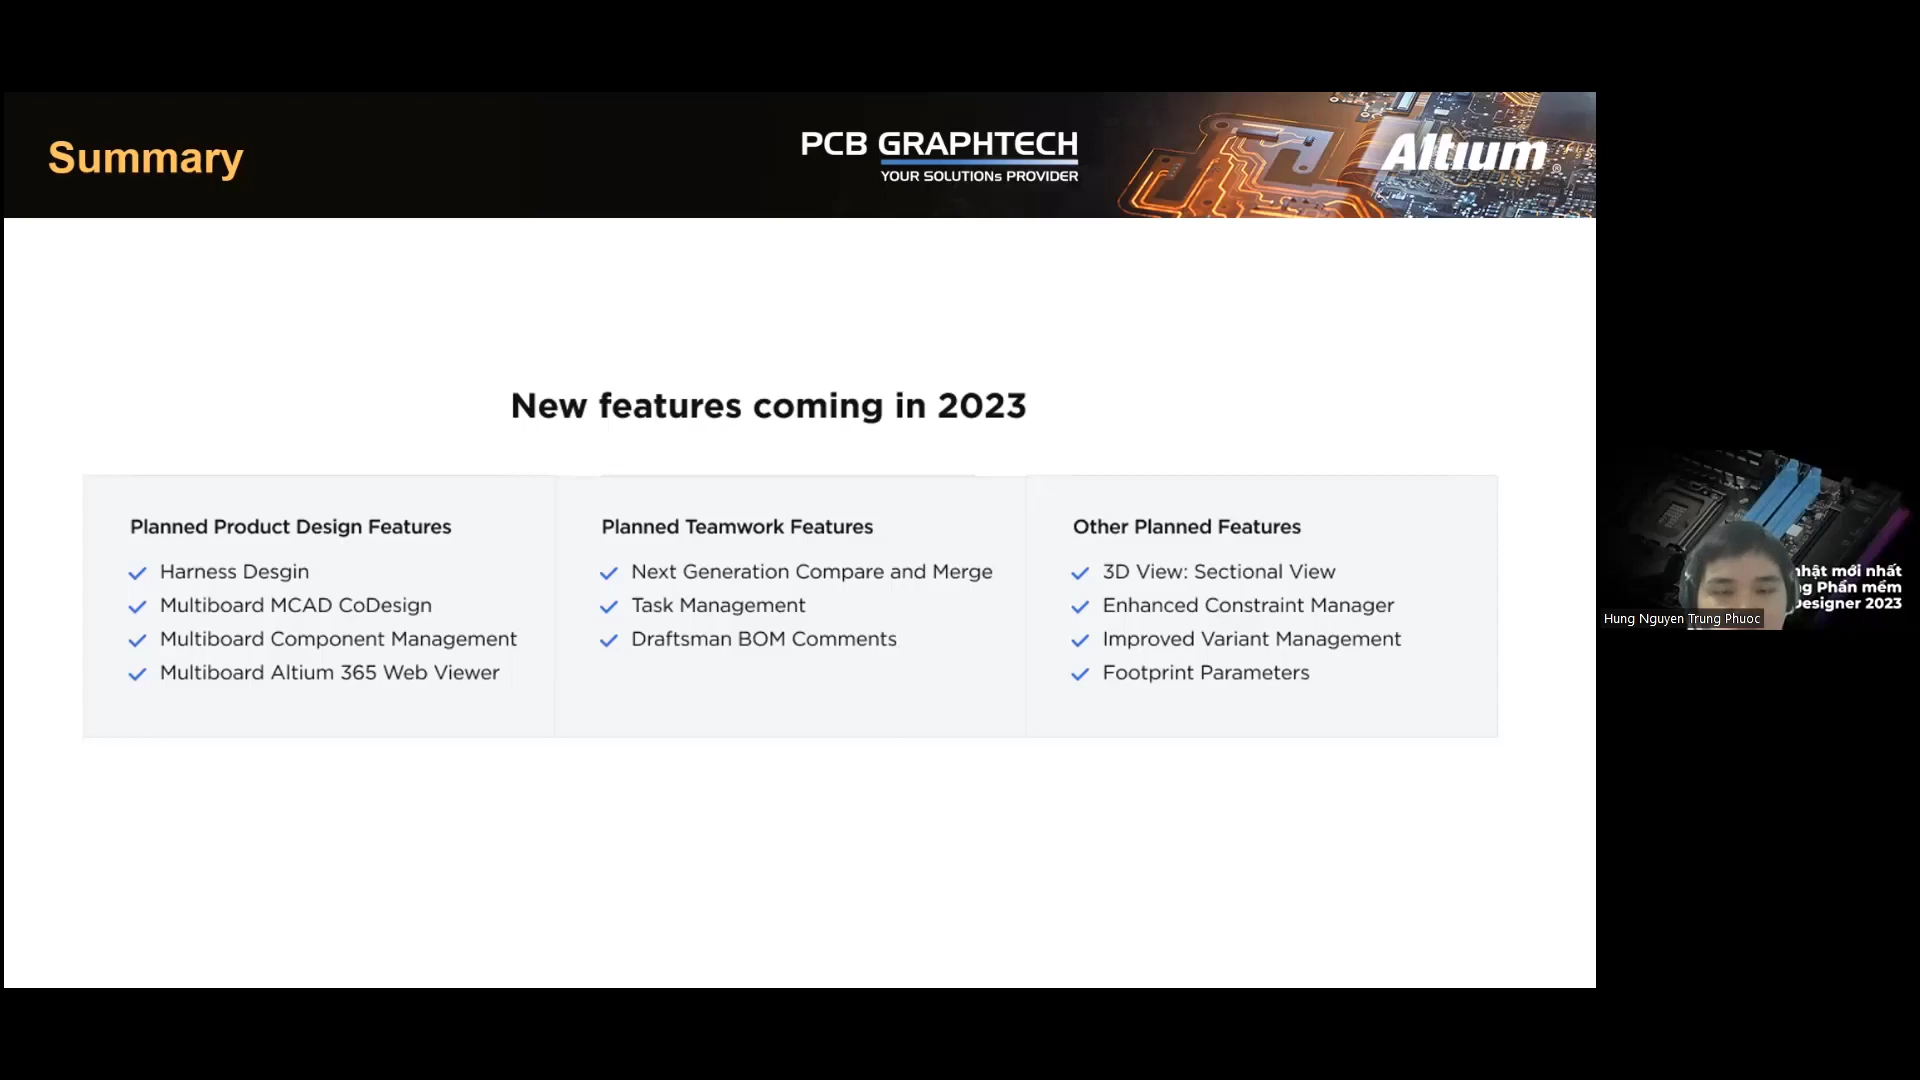 Summary
PCB GRAPHTECH
YOUR SOLUTIONs PROVIDER
Altium
®
New features coming in 2023
Planned Product Design Features
Harness Desgin
Multiboard MCAD CoDesign
Multiboard Component Management
Multiboard Altium 365 Web Viewer
Planned Teamwork Features
Next Generation Compare and Merge
Task Management
Draftsman BOM Comments
Other Planned Features
3D View: Sectional View
Enhanced Constraint Manager
Improved Variant Management
Footprint Parameters
mới nhất
Phần mềm
2023
Hung Nguyen Trung Phuoc